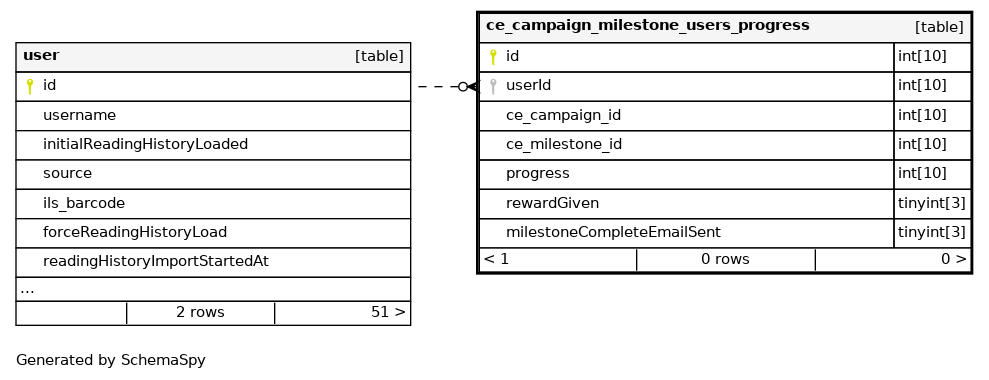 user [table]
id
username
initialReadingHistoryLoaded
source
ils_barcode
forceReadingHistoryLoad
readingHistoryImportStartedAt
...
2 rows 51 >
ce_campaign_milestone_users_progress [table]
id int[10]
userId int[10]
ce_campaign_id int[10]
ce_milestone_id int[10]
progress int[10]
rewardGiven tinyint[3]
milestoneCompleteEmailSent tinyint[3]
< 1 0 rows 0 >
Generated by SchemaSpy